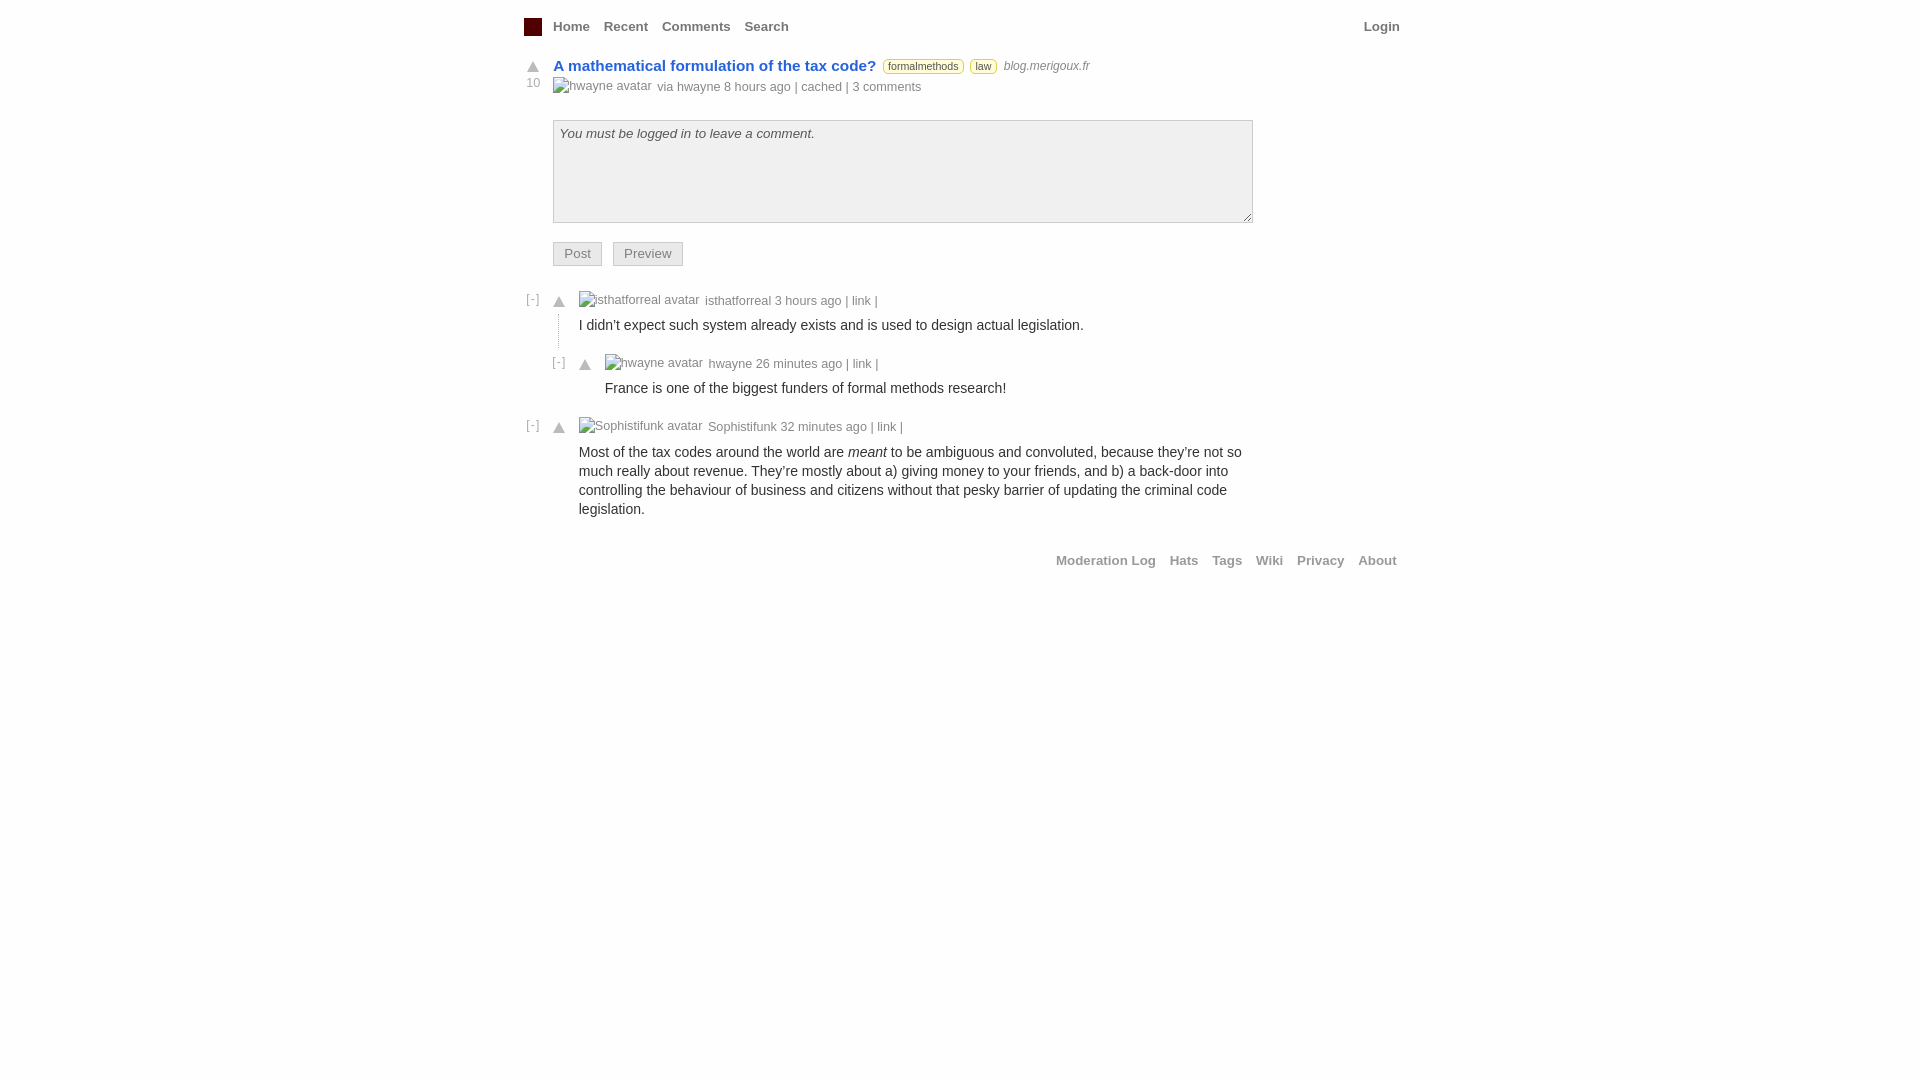 Home Recent Comments Search Login
A mathematical formulation of the tax code? formalmethods law blog.merigoux.fr
10
hwayne avatar via hwayne 8 hours ago | cached | 3 comments
You must be logged in to leave a comment.
Post Preview
[-] isthatforreal avatar isthatforreal 3 hours ago | link |
I didn’t expect such system already exists and is used to design actual legislation.
[-] hwayne avatar hwayne 26 minutes ago | link |
France is one of the biggest funders of formal methods research!
[-] Sophistifunk avatar Sophistifunk 32 minutes ago | link |
Most of the tax codes around the world are meant to be ambiguous and convoluted, because they’re not so
much really about revenue. They’re mostly about a) giving money to your friends, and b) a back-door into
controlling the behaviour of business and citizens without that pesky barrier of updating the criminal code
legislation.
Moderation Log Hats Tags Wiki Privacy About